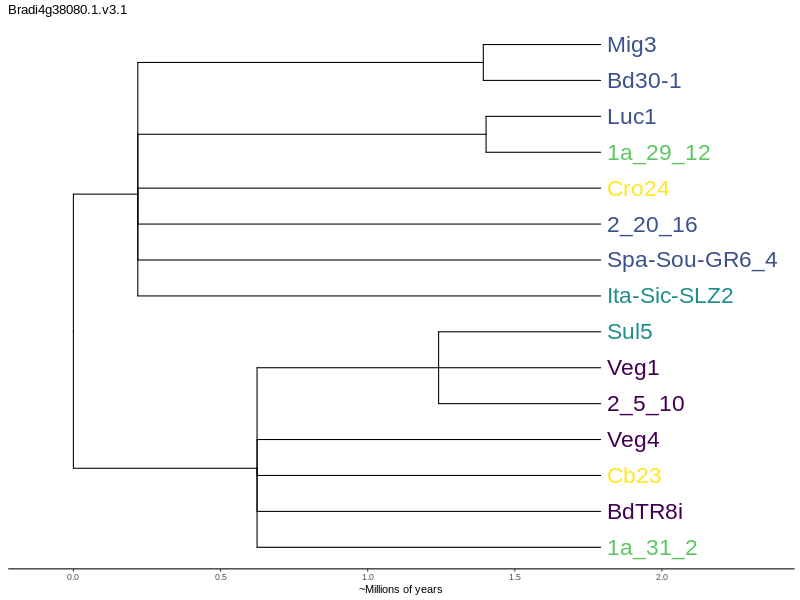 Bradi4g38080.1.v3.1
Mig3
Bd30-1
Luc1
1a_29_12
Cro24
2_20_16
Spa-Sou-GR6_4
Ita-Sic-SLZ2
Sul5
Veg1
2_5_10
Veg4
Cb23
BdTR8i
1a_31_2
0.0 0.5 1.0 1.5 2.0
~Millions of years